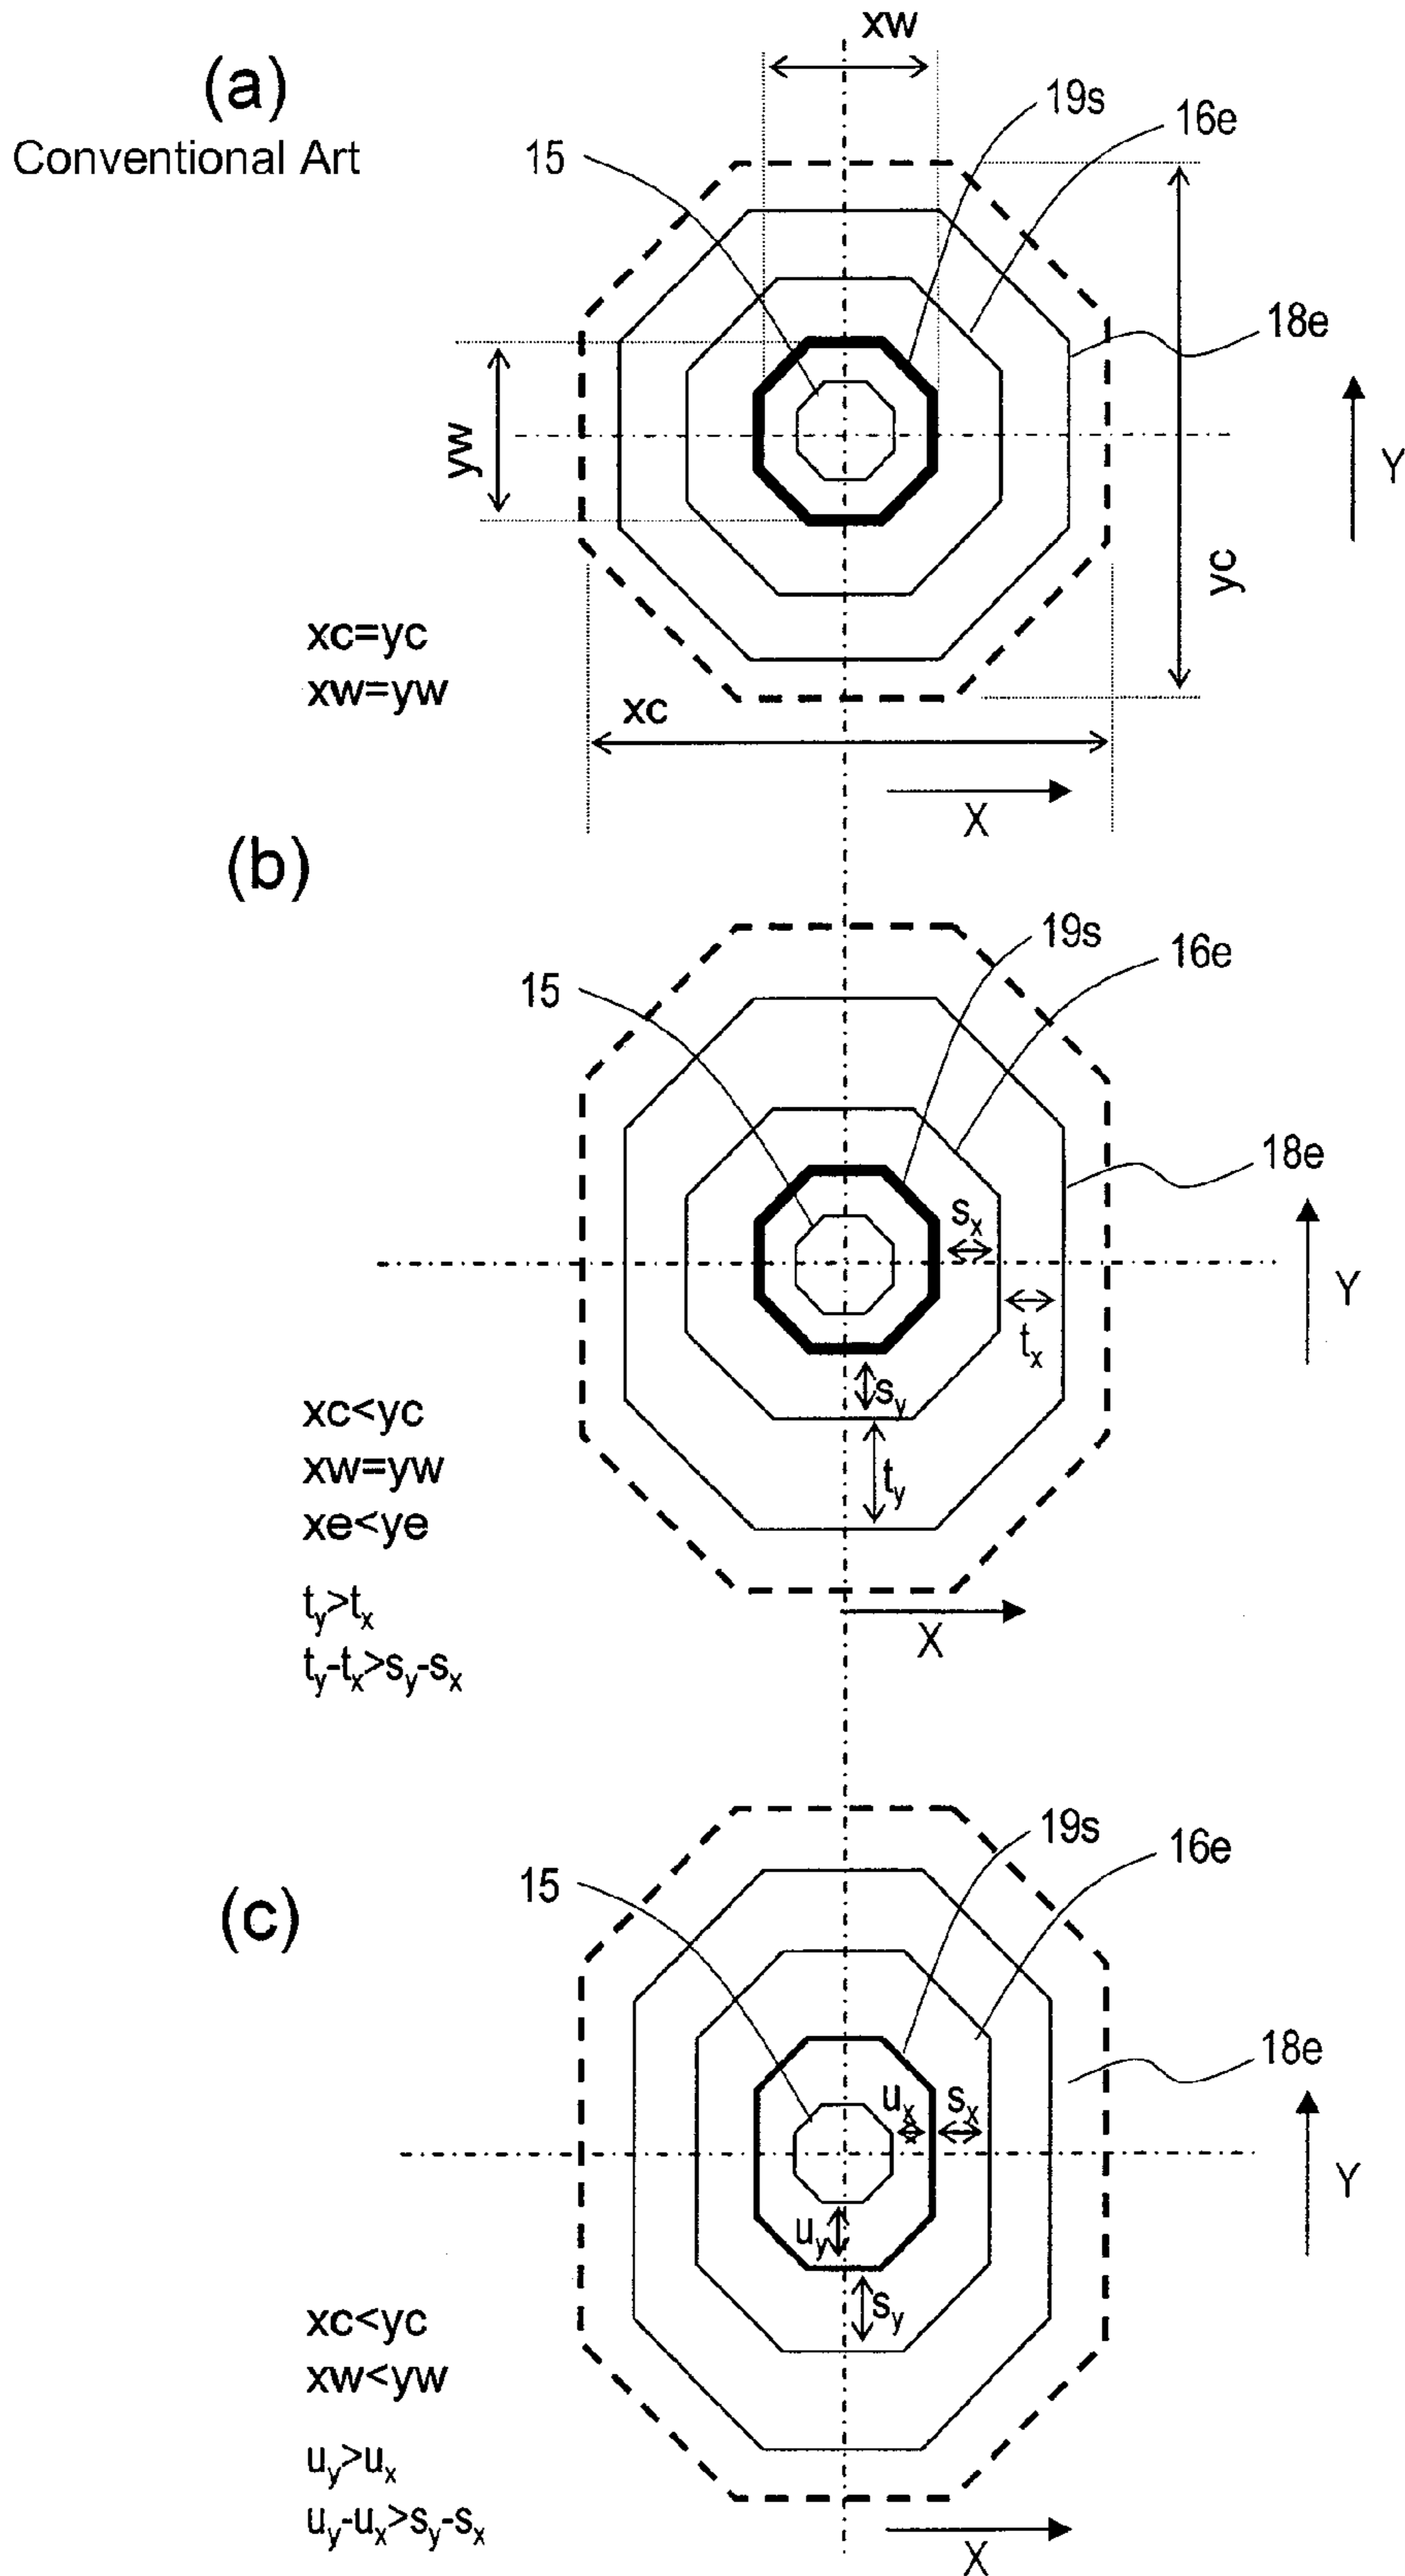 (a)
Conventional Art
xw
15
19s
16e
18e
yw
Y
yc
xc=yc
xw=yw
xc
X
(b)
15
19s
16e
18e
sx
tx
Y
sy
ty
xc<yc
xw=yw
xe<ye
ty>tx
ty-tx>sy-sx
X
(c)
15
19s
16e
18e
ux
sx
Y
uy
sy
xc<yc
xw<yw
uy>ux
uy-ux>sy-sx
X